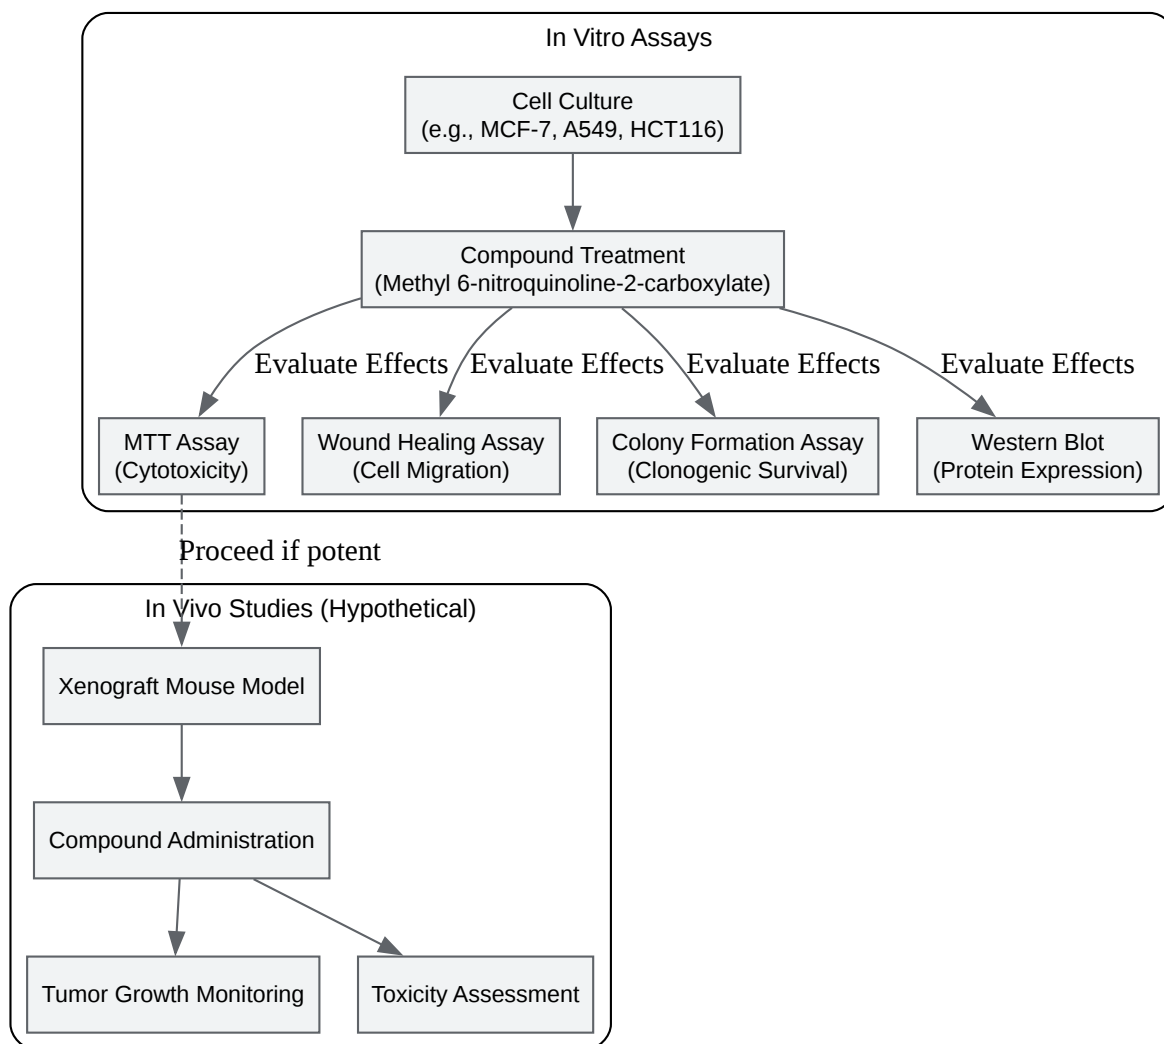 In Vitro Assays
Cell Culture
(e.g., MCF-7, A549, HCT116)
Compound Treatment
(Methyl 6-nitroquinoline-2-carboxylate)
Evaluate Effects
Evaluate Effects
Evaluate Effects
Evaluate Effects
MTT Assay
(Cytotoxicity)
Wound Healing Assay
(Cell Migration)
Colony Formation Assay
(Clonogenic Survival)
Western Blot
(Protein Expression)
Proceed if potent
In Vivo Studies (Hypothetical)
Xenograft Mouse Model
Compound Administration
Tumor Growth Monitoring
Toxicity Assessment